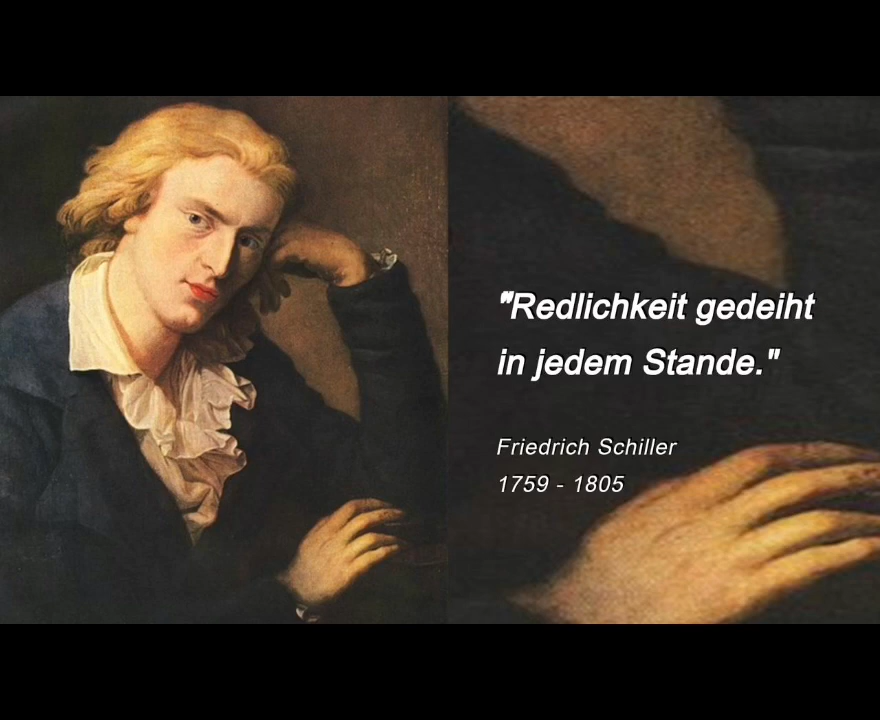 "Redlichkeit gedeiht
in jedem Stande."
Friedrich Schiller
1759 - 1805